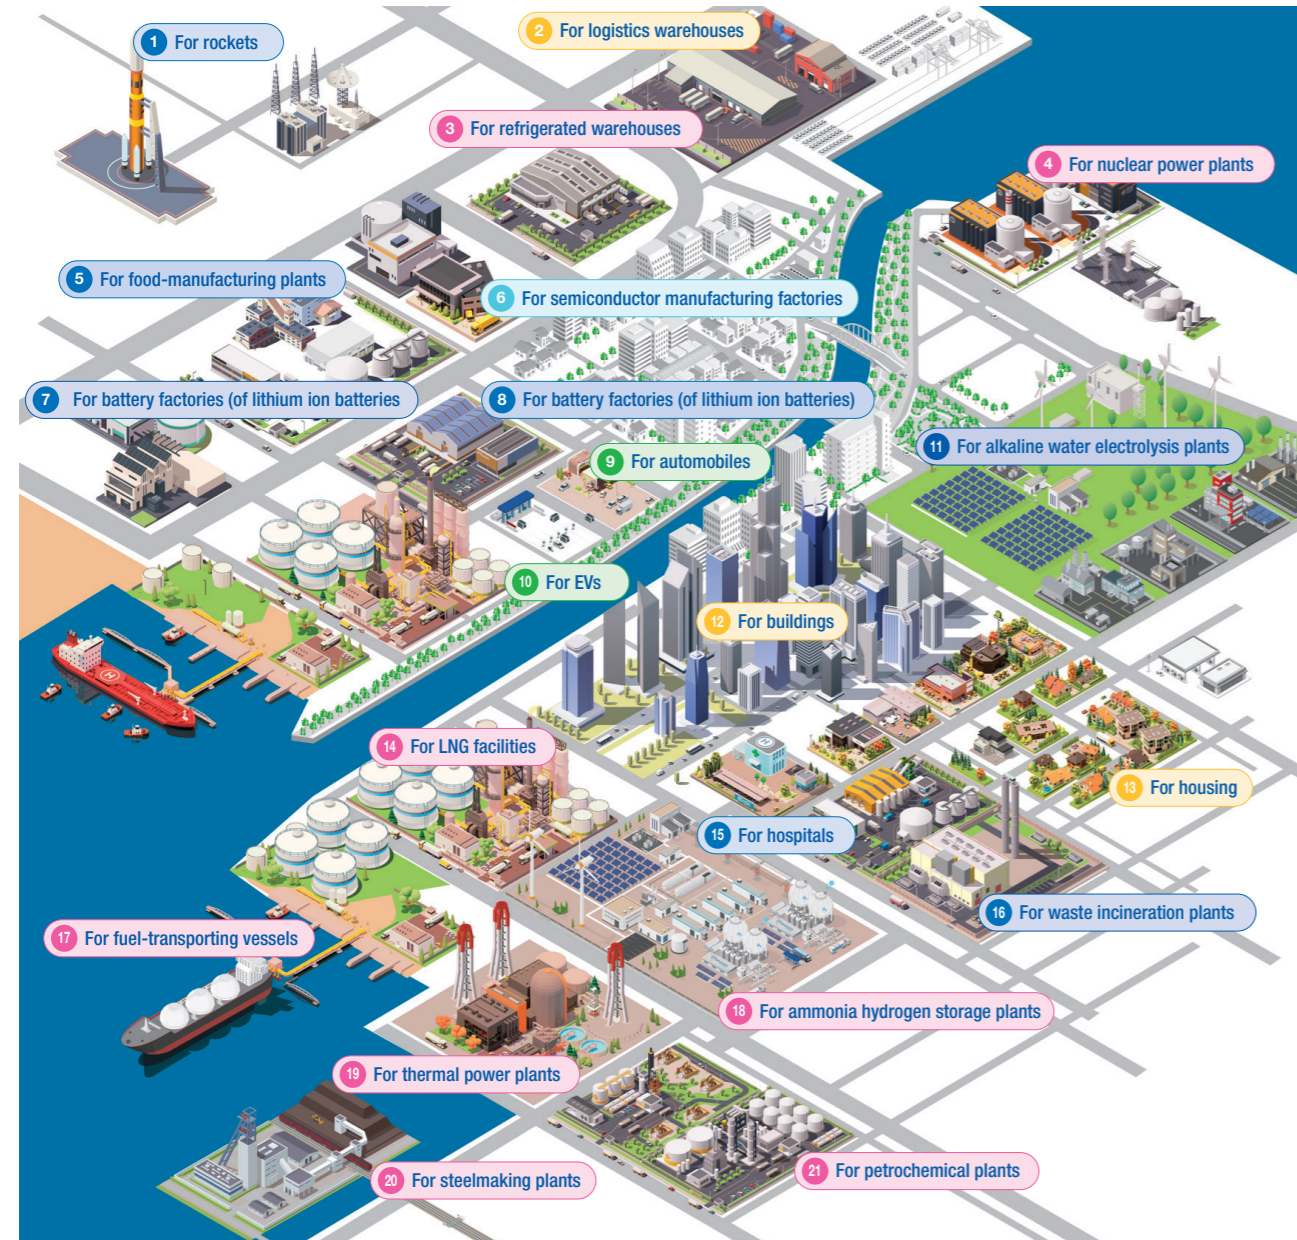 1 For rockets
2 For logistics warehouses
3 For refrigerated warehouses
4 For nuclear power plants
5 For food-manufacturing plants
6 For semiconductor manufacturing factories
7 For battery factories (of lithium ion batteries
8 For battery factories (of lithium ion batteries)
9 For automobiles
11 For alkaline water electrolysis plants
10 For EVs
12 For buildings
H
14 For LNG facilities
H
13 For housing
15 For hospitals
16 For waste incineration plants
17 For fuel-transporting vessels
18 For ammonia hydrogen storage plants
19 For thermal power plants
20 For steelmaking plants
21 For petrochemical plants